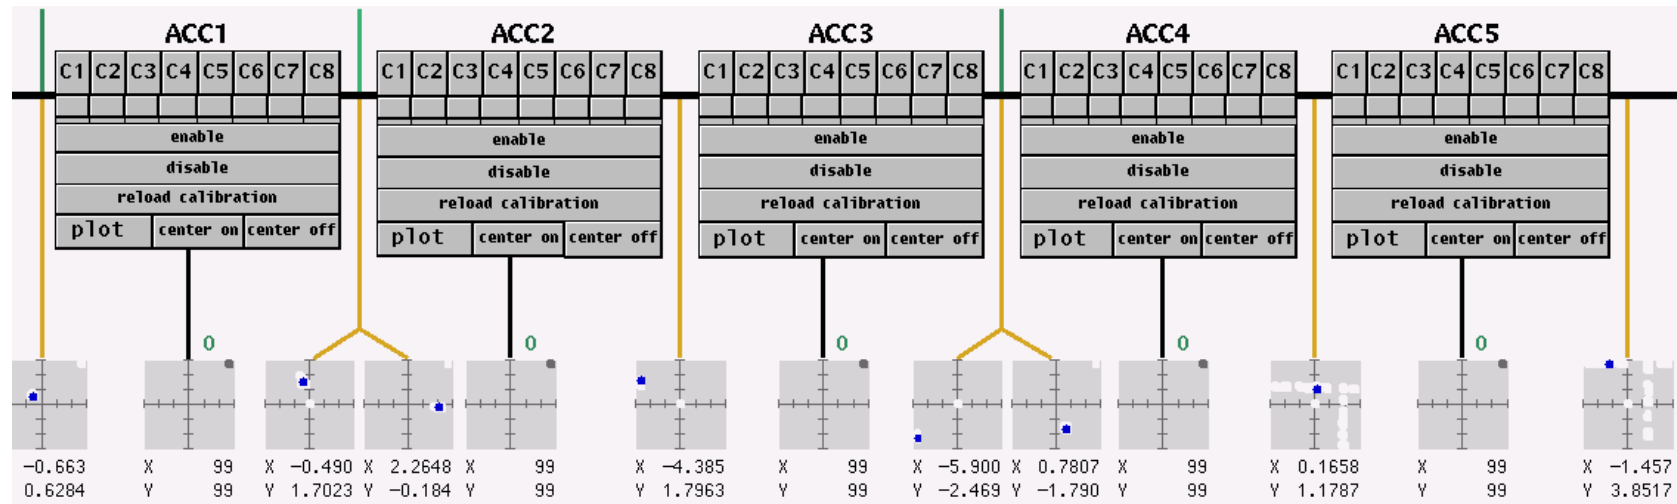 ACC1 ACC2 ACC3 ACC4 ACC5
C1 C2 C3 C4 C5 C6 C7 C8 C1 C2 C3 C4 C5 C6 C7 C8 C1 C2 C3 C4 C5 C6 C7 C8 C1 C2 C3 C4 C5 C6 C7 C8 C1 C2 C3 C4 C5 C6 C7 C8
enable enable enable enable enable
disable disable disable disable disable
reload calibration reload calibration reload calibration reload calibration reload calibration
plot center on center off plot center on center off plot center on center off plot center on center off plot center on center off
0 0 0 0 0
-0.663 X 99 X -0.490 X 2.2648 X 99 X -4.385 X 99 X -5.900 X 0.7807 X 99 X 0.1658 X 99 X -1.457
0.6284 Y 99 Y 1.7023 Y -0.184 Y 99 Y 1.7963 Y 99 Y -2.469 Y -1.790 Y 99 Y 1.1787 Y 99 Y 3.8517